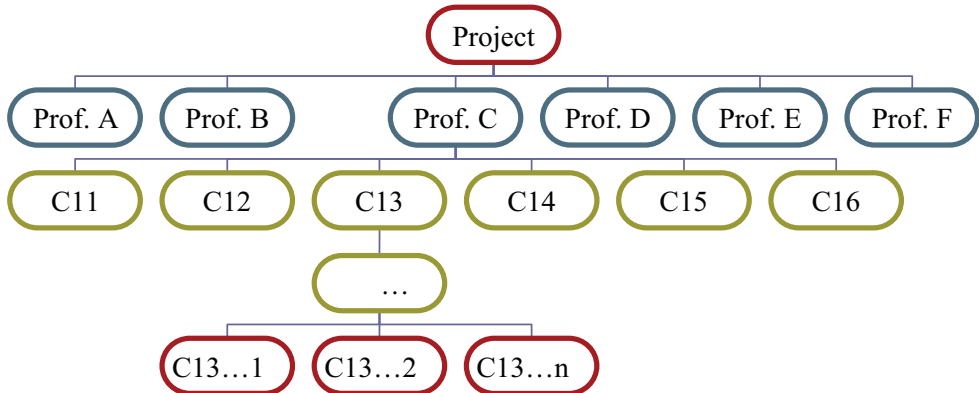 Project
Prof. A Prof. B Prof. C Prof. D Prof. E Prof. F
C11 C12 C13 C14 C15 C16
…
C13…1 C13…2 C13…n